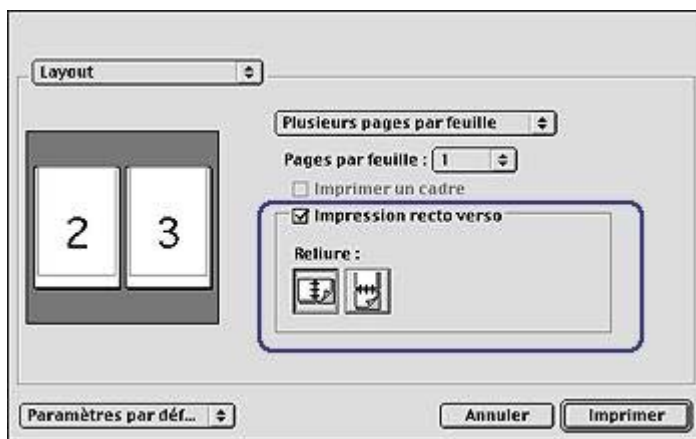 Layout
Plusieurs pages par feuille
Pages par feuille : 1
Imprimer un cadre
Impression recto verso
2 3
Reliure :
Paramètres par déf... Annuler Imprimer